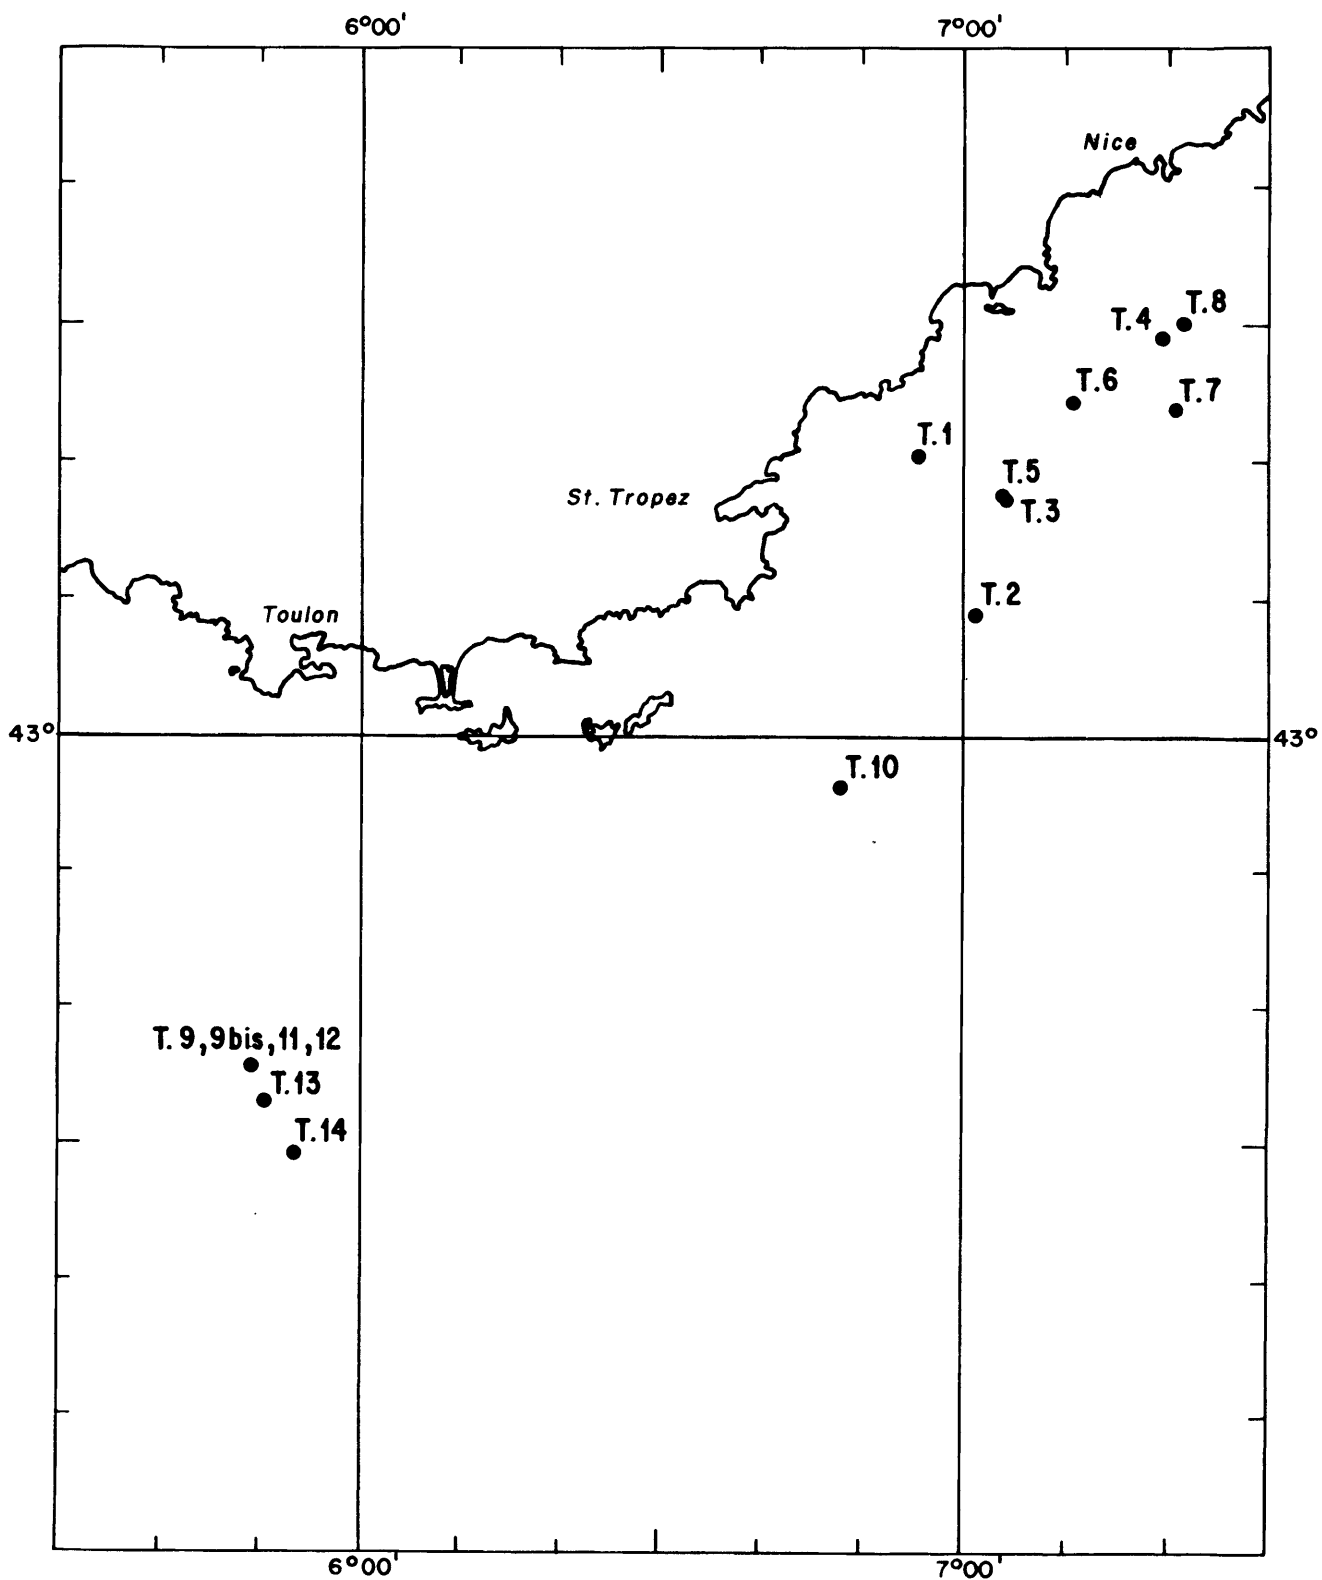 6°00'
7°00'
Nice
T.8
T.4
T.6
T.7
T.1
T.5
St. Tropez
T.3
T.2
Toulon
43°
43°
T.10
T. 9,9bis,11,12
T.13
T.14
6°00'
7°00'